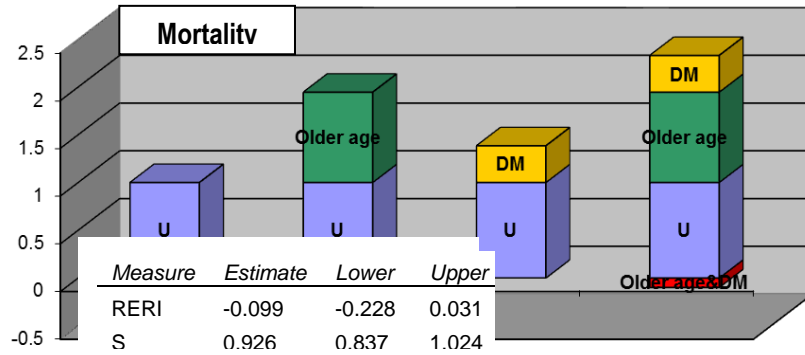 Mortality
2.5
2
1.5
1
0.5
0
-0.5
U
Older age
U
DM
U
DM
Older age
U
Older age&DM
Measure Estimate Lower Upper
RERI -0.099 -0.228 0.031
S 0.926 0.837 1.024